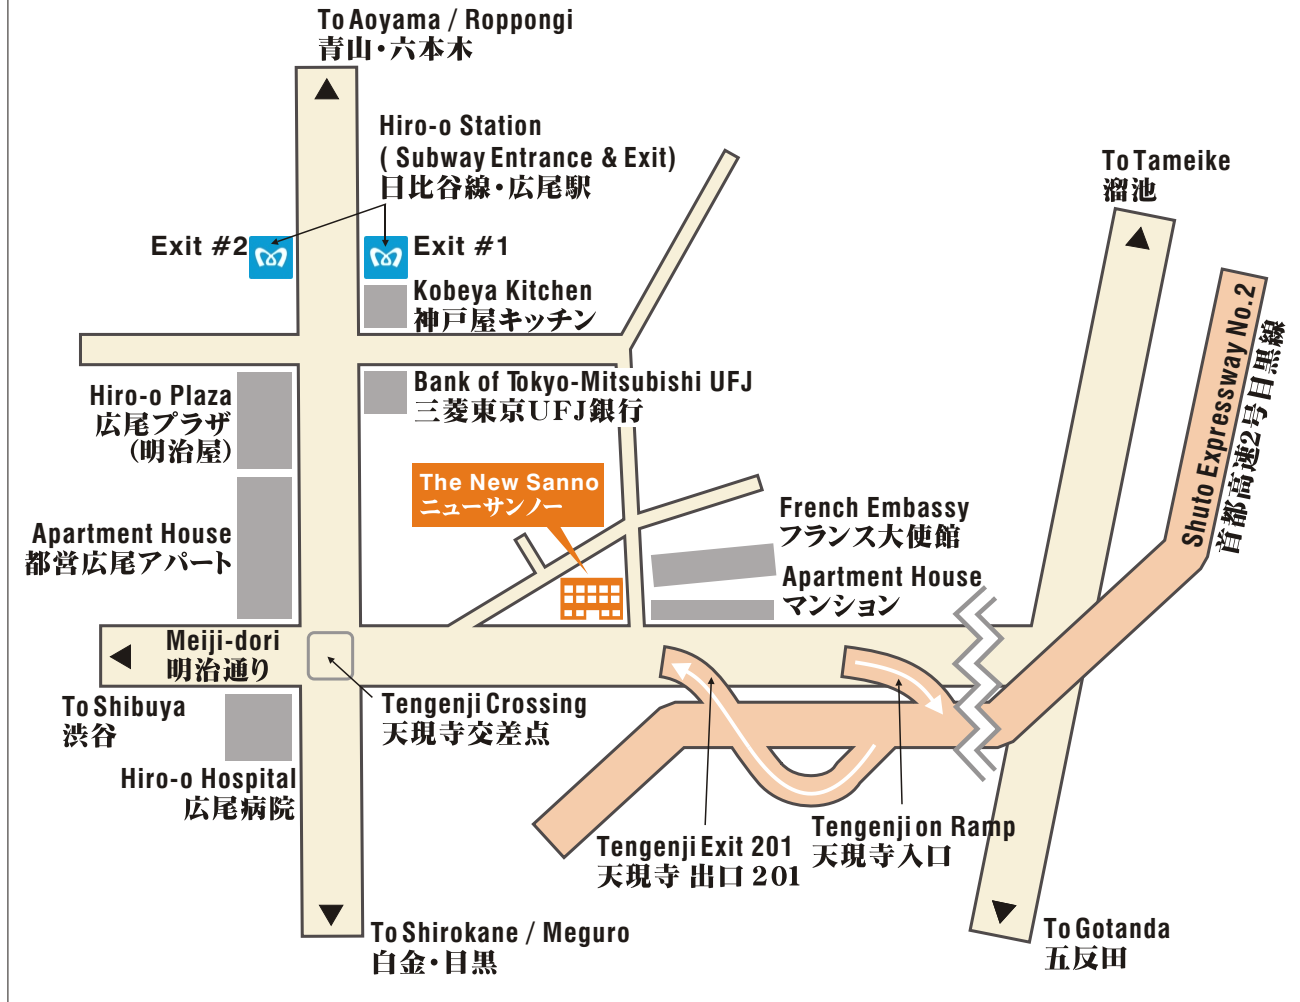 To Aoyama / Roppongi
青山・六本木
Hiro-o Station
( Subway Entrance & Exit)
日比谷線・広尾駅
To Tameike
溜池
Exit #2
Exit #1
Kobeya Kitchen
神戸屋キッチン
Shuto Expressway No.2
首都高速2号目黒線
Hiro-o Plaza
広尾プラザ
(明治屋)
Bank of Tokyo-Mitsubishi UFJ
三菱東京UFJ銀行
The New Sanno
ニューサンノー
French Embassy
フランス大使館
Apartment House
都営広尾アパート
Apartment House
マンション
Meiji-dori
明治通り
To Shibuya
渋谷
Tengenji Crossing
天現寺交差点
Hiro-o Hospital
広尾病院
Tengenji Exit 201
天現寺 出口 201
Tengenji on Ramp
天現寺入口
To Shirokane / Meguro
白金・目黒
To Gotanda
五反田